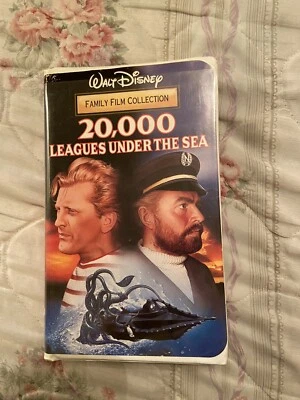 WALT DISNEY
FAMILY FILM COLLECTION
20,000
LEAGUES UNDER THE SEA